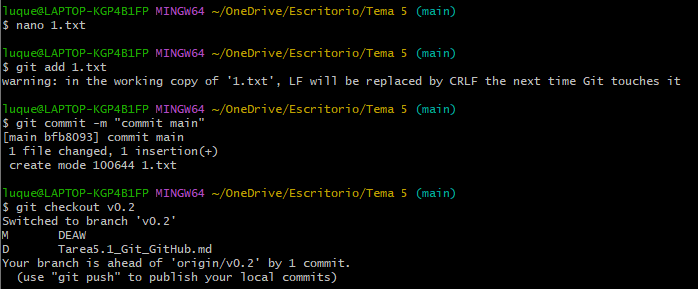 luque@LAPTOP-KGP4B1FP MINGW64 ~/OneDrive/Escritorio/Tema 5 (main)
$ nano 1.txt
luque@LAPTOP-KGP4B1FP MINGW64 ~/OneDrive/Escritorio/Tema 5 (main)
$ git add 1.txt
warning: in the working copy of '1.txt', LF will be replaced by CRLF the next time Git touches it
luque@LAPTOP-KGP4B1FP MINGW64 ~/OneDrive/Escritorio/Tema 5 (main)
$ git commit -m "commit main"
[main bfb8093] commit main
 1 file changed, 1 insertion(+)
 create mode 100644 1.txt
luque@LAPTOP-KGP4B1FP MINGW64 ~/OneDrive/Escritorio/Tema 5 (main)
$ git checkout v0.2
Switched to branch 'v0.2'
M       DEAW
D       Tarea5.1_Git_GitHub.md
Your branch is ahead of 'origin/v0.2' by 1 commit.
  (use "git push" to publish your local commits)